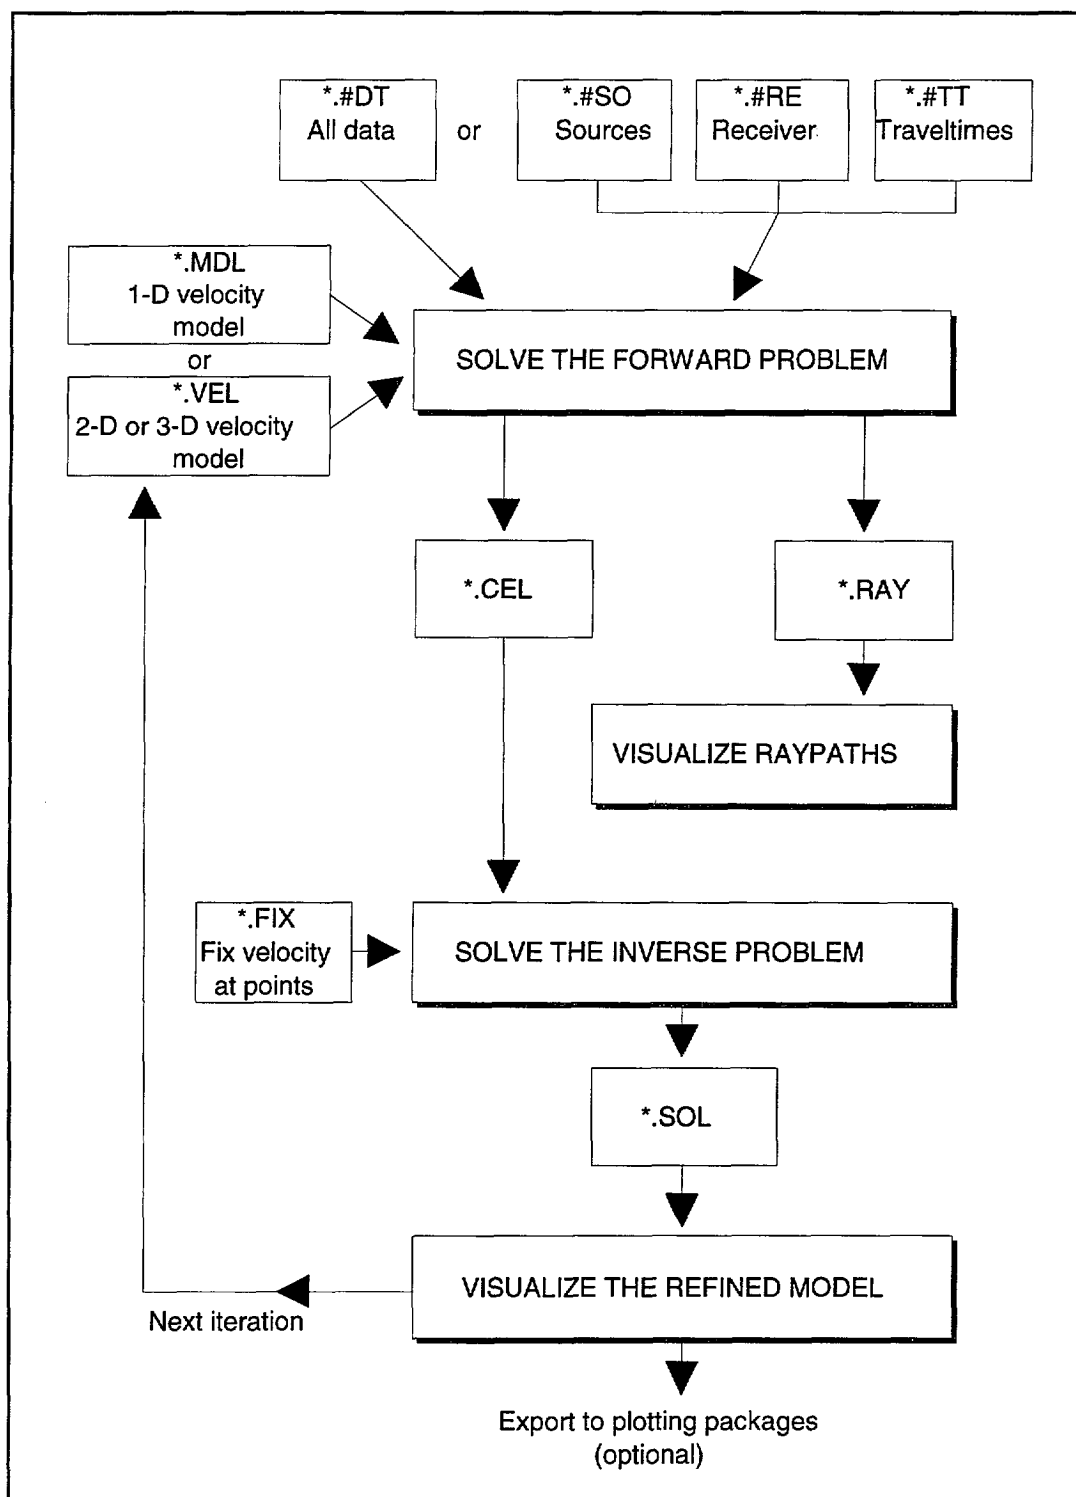 *.#DT
All data
or
*.#SO
Sources
*.#RE
Receiver
*.#TT
Traveltimes
*.MDL
1-D velocity
model
or
*.VEL
2-D or 3-D velocity
model
SOLVE THE FORWARD PROBLEM
*.CEL
*.RAY
VISUALIZE RAYPATHS
*.FIX
Fix velocity
at points
SOLVE THE INVERSE PROBLEM
*.SOL
VISUALIZE THE REFINED MODEL
Next iteration
Export to plotting packages
(optional)